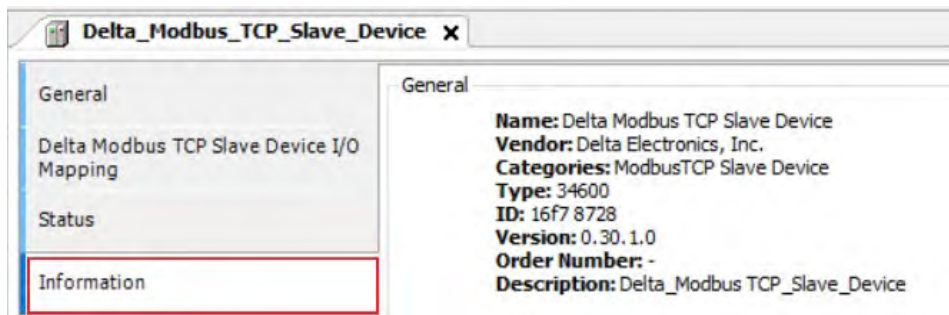 Delta_Modbus_TCP_Slave_Device X
General
Delta Modbus TCP Slave Device I/O
Mapping
Status
Information
General
Name: Delta Modbus TCP Slave Device
Vendor: Delta Electronics, Inc.
Categories: ModbusTCP Slave Device
Type: 34600
ID: 16f7 8728
Version: 0.30.1.0
Order Number: -
Description: Delta_Modbus TCP_Slave_Device